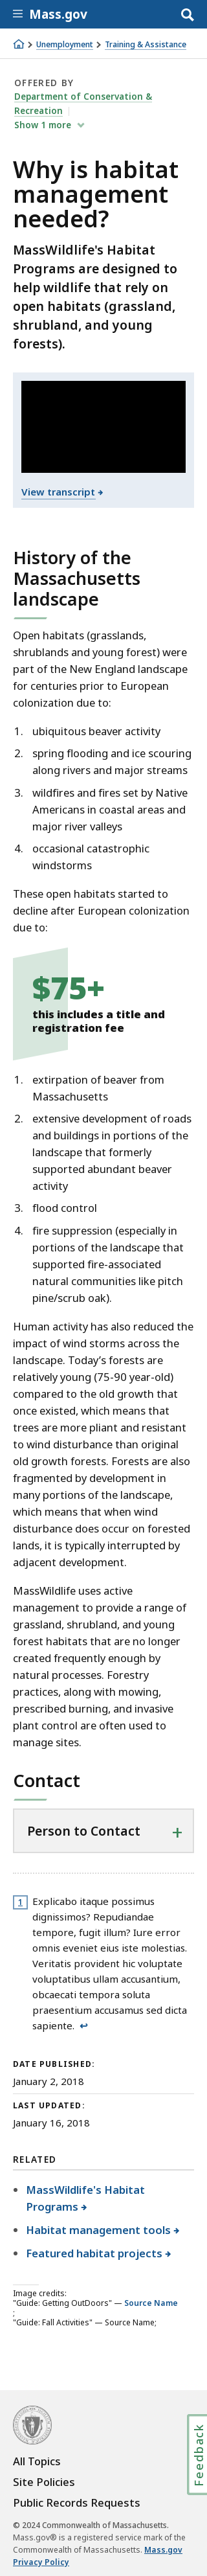 Mass.gov
Unemployment
Training & Assistance
OFFERED BY
Department of Conservation &
Recreation
Show 1 more
Why is habitat
management
needed?
MassWildlife's Habitat
Programs are designed to
help wildlife that rely on
open habitats (grassland,
shrubland, and young
forests).
View transcript
History of the
Massachusetts
landscape
Open habitats (grasslands,
shrublands and young forest) were
part of the New England landscape
for centuries prior to European
colonization due to:
1. ubiquitous beaver activity
2. spring flooding and ice scouring
along rivers and major streams
3. wildfires and fires set by Native
Americans in coastal areas and
major river valleys
4. occasional catastrophic
windstorms
These open habitats started to
decline after European colonization
due to:
$75+
this includes a title and
registration fee
1. extirpation of beaver from
Massachusetts
2. extensive development of roads
and buildings in portions of the
landscape that formerly
supported abundant beaver
activity
3. flood control
4. fire suppression (especially in
portions of the landscape that
supported fire-associated
natural communities like pitch
pine/scrub oak).
Human activity has also reduced the
impact of wind storms across the
landscape. Today's forests are
relatively young (75-90 year-old)
compared to the old growth that
once occurred, which means that
trees are more pliant and resistant
to wind disturbance than original
old growth forests. Forests are also
fragmented by development in
many portions of the landscape,
which means that when wind
disturbance does occur on forested
lands, it is typically interrupted by
adjacent development.
MassWildlife uses active
management to provide a range of
grassland, shrubland, and young
forest habitats that are no longer
created frequently enough by
natural processes. Forestry
practices, along with mowing,
prescribed burning, and invasive
plant control are often used to
manage sites.
Contact
Person to Contact +
1 Explicabo itaque possimus
dignissimos? Repudiandae
tempore, fugit illum? Iure error
omnis eveniet eius iste molestias.
Veritatis provident hic voluptate
voluptatibus ullam accusantium,
obcaecati tempora soluta
praesentium accusamus sed dicta
sapiente. ↩
DATE PUBLISHED:
January 2, 2018
LAST UPDATED:
January 16, 2018
RELATED
MassWildlife's Habitat
Programs
Habitat management tools
Featured habitat projects
Image credits:
"Guide: Getting OutDoors" — Source Name
;
"Guide: Fall Activities" — Source Name;
Feedback
All Topics
Site Policies
Public Records Requests
© 2024 Commonwealth of Massachusetts.
Mass.gov® is a registered service mark of the
Commonwealth of Massachusetts. Mass.gov
Privacy Policy